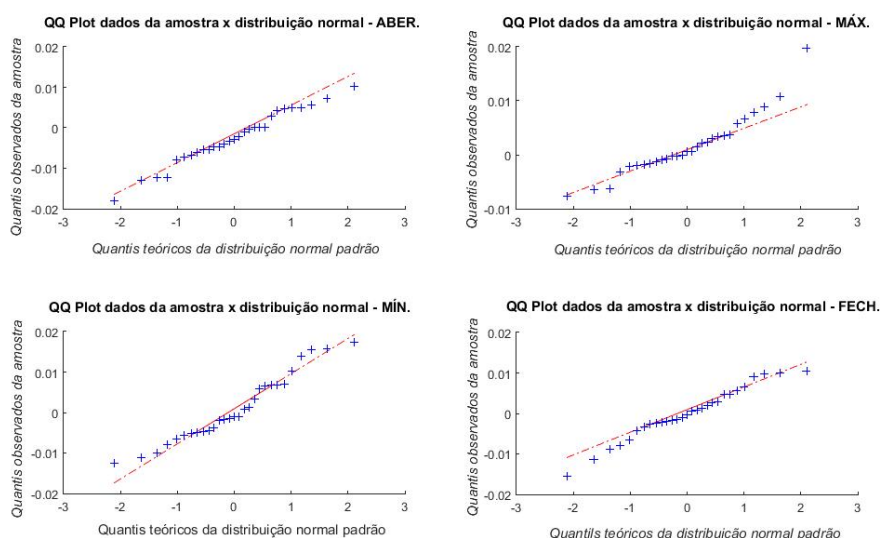 QQ Plot dados da amostra x distribuição normal - ABER.
Quantis observados da amostra
0.02
0.01
0
-0.01
-0.02
-3 -2 -1 0 1 2 3
Quantis teóricos da distribuição normal padrão
QQ Plot dados da amostra x distribuição normal - MÁX.
Quantis observados da amostra
0.02
0.01
0
-0.01
-3 -2 -1 0 1 2 3
Quantis teóricos da distribuição normal padrão
QQ Plot dados da amostra x distribuição normal - MÍN.
Quantis observados da amostra
0.02
0.01
0
-0.01
-0.02
-3 -2 -1 0 1 2 3
Quantis teóricos da distribuição normal padrão
QQ Plot dados da amostra x distribuição normal - FECH.
Quantis observados da amostra
0.02
0.01
0
-0.01
-0.02
-3 -2 -1 0 1 2 3
Quantils teóricos da distribuição normal padrão